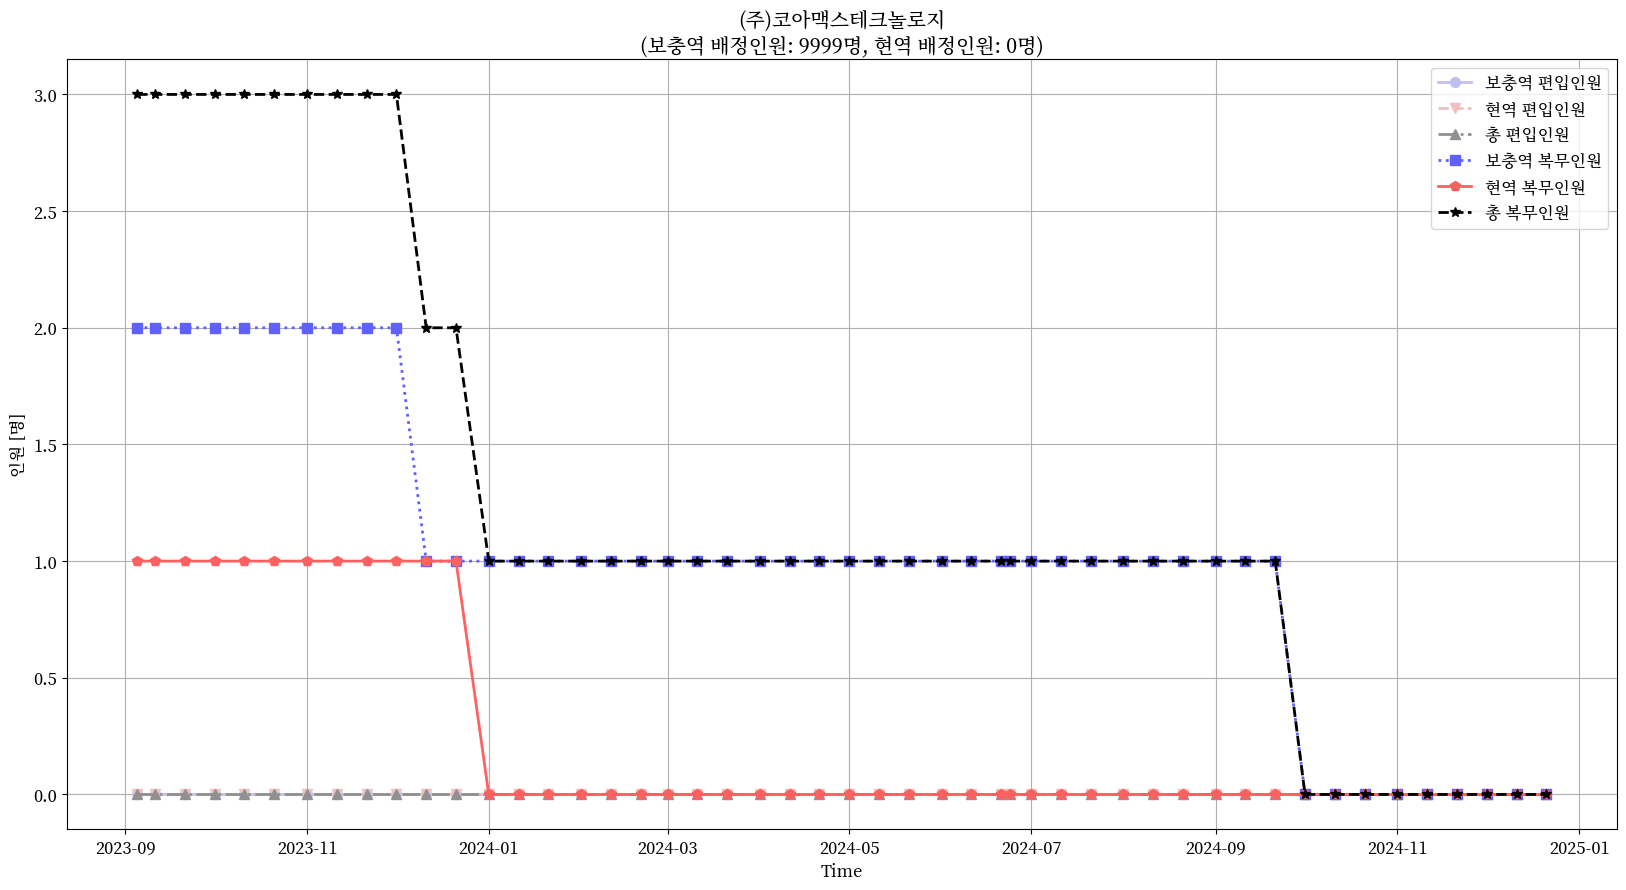 (주)코아맥스테크놀로지
(보충역 배정인원: 9999명, 현역 배정인원: 0명)
보충역 편입인원
현역 편입인원
총 편입인원
보충역 복무인원
현역 복무인원
총 복무인원
3.0
2.5
2.0
1.5
1.0
0.5
0.0
인원 [명]
2023-09
2023-11
2024-01
2024-03
2024-05
2024-07
2024-09
2024-11
2025-01
Time